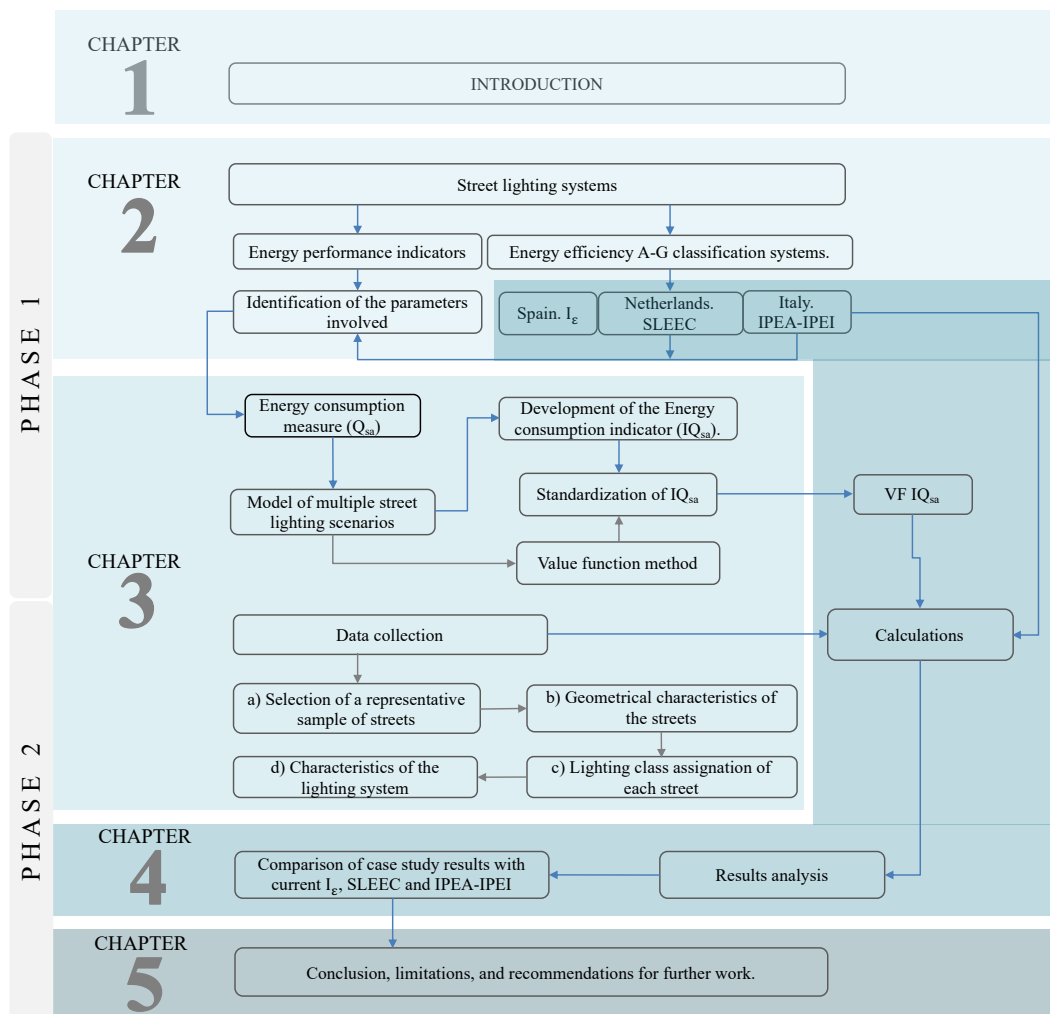 CHAPTER
1
INTRODUCTION
PHASE 1
CHAPTER
2
Street lighting systems
Energy performance indicators
Energy efficiency A-G classification systems.
Identification of the parameters
involved
Spain. Iε
Netherlands.
SLEEC
Italy.
IPEA-IPEI
CHAPTER
3
Energy consumption
measure (Qsa)
Development of the Energy
consumption indicator (IQsa).
Model of multiple street
lighting scenarios
Standardization of IQsa
VF IQsa
Value function method
PHASE 2
Data collection
Calculations
a) Selection of a representative
sample of streets
b) Geometrical characteristics of
the streets
d) Characteristics of the
lighting system
c) Lighting class assignation of
each street
CHAPTER
4
Comparison of case study results with
current Iε, SLEEC and IPEA-IPEI
Results analysis
CHAPTER
5
Conclusion, limitations, and recommendations for further work.